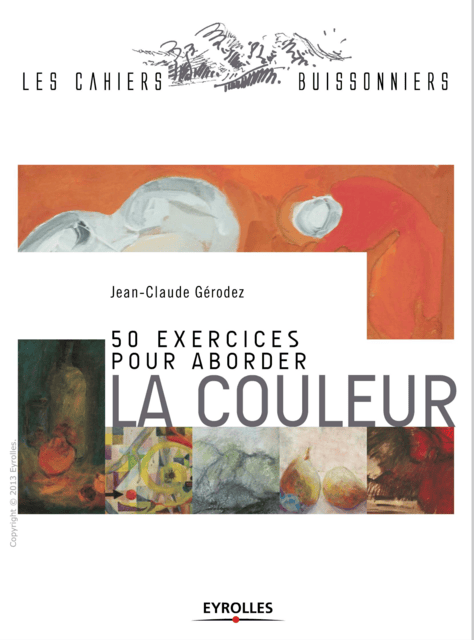 LES CAHIERS BUISSONNIERS
Jean-Claude Gérodez
50 EXERCICES
POUR ABORDER
LA COULEUR
Copyright © 2013 Eyrolles.
EYROLLES